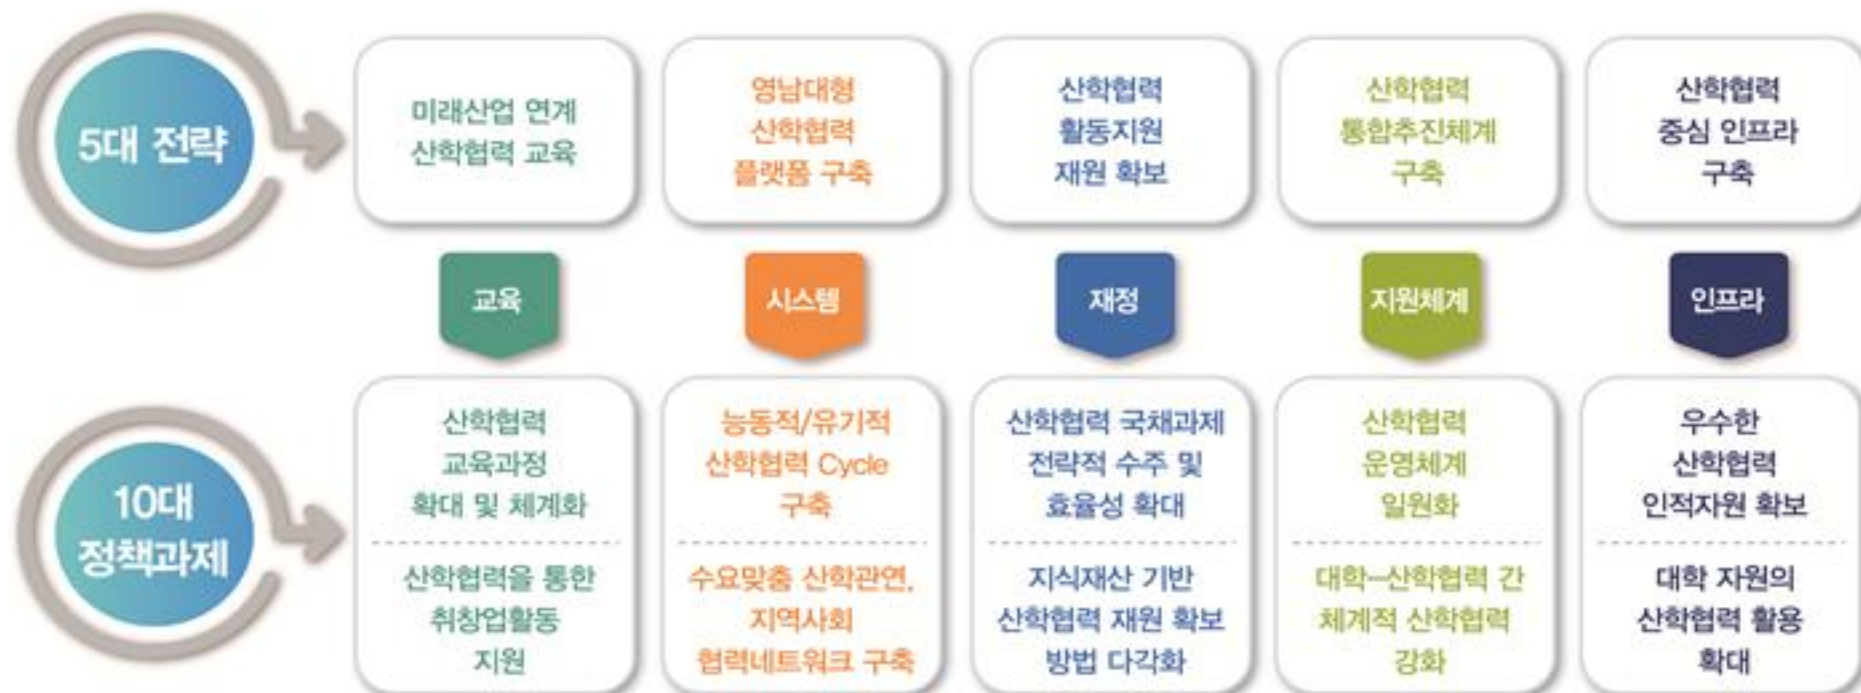 5대 전략
미래산업 연계
산학협력 교육
영남대형
산학협력
플랫폼 구축
산학협력
활동지원
재원 확보
산학협력
통합추진체계
구축
산학협력
중심 인프라
구축
교육
시스템
재정
지원체계
인프라
10대
정책과제
산학협력
교육과정
확대 및 체계화
능동적/유기적
산학협력 Cycle
구축
산학협력 국채과제
전략적 수주 및
효율성 확대
산학협력
운영체계
일원화
우수한
산학협력
인적자원 확보
산학협력을 통한
취창업활동
지원
수요맞춤 산학관연,
지역사회
협력네트워크 구축
지식재산 기반
산학협력 재원 확보
방법 다각화
대학-산학협력 간
체계적 산학협력
강화
대학 자원의
산학협력 활용
확대